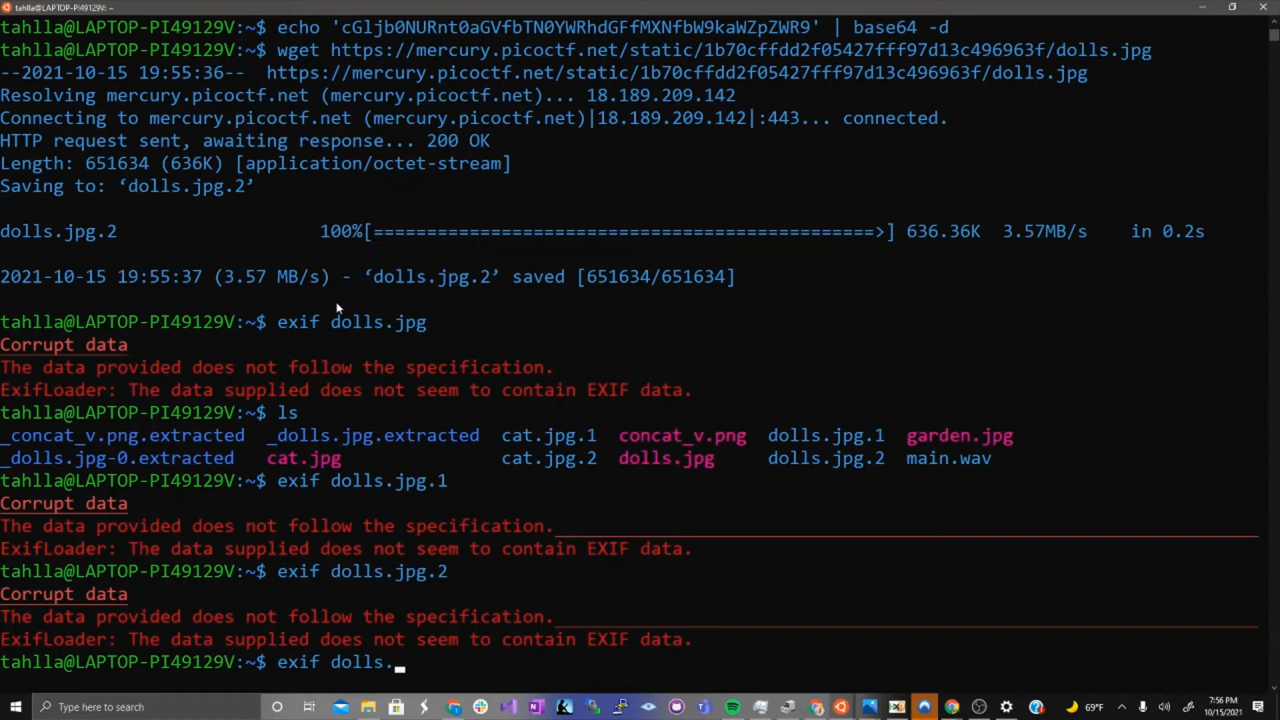 tahlla@LAPTOP-PI49129V: ~
tahlla@LAPTOP-PI49129V:~$ echo 'cGljb0NURnt0aGVfbTN0YWRhdGFfMXNfbW9kaWZpZWR9' | base64 -d
tahlla@LAPTOP-PI49129V:~$ wget https://mercury.picoctf.net/static/1b70cffdd2f05427fff97d13c496963f/dolls.jpg
--2021-10-15 19:55:36--  https://mercury.picoctf.net/static/1b70cffdd2f05427fff97d13c496963f/dolls.jpg
Resolving mercury.picoctf.net (mercury.picoctf.net)... 18.189.209.142
Connecting to mercury.picoctf.net (mercury.picoctf.net)|18.189.209.142|:443... connected.
HTTP request sent, awaiting response... 200 OK
Length: 651634 (636K) [application/octet-stream]
Saving to: ‘dolls.jpg.2’
dolls.jpg.2 100%[===============================================>] 636.36K 3.57MB/s in 0.2s
2021-10-15 19:55:37 (3.57 MB/s) - ‘dolls.jpg.2’ saved [651634/651634]
tahlla@LAPTOP-PI49129V:~$ exif dolls.jpg
Corrupt data
The data provided does not follow the specification.
ExifLoader: The data supplied does not seem to contain EXIF data.
tahlla@LAPTOP-PI49129V:~$ ls
_concat_v.png.extracted _dolls.jpg.extracted cat.jpg.1 concat_v.png dolls.jpg.1 garden.jpg
_dolls.jpg-0.extracted cat.jpg cat.jpg.2 dolls.jpg dolls.jpg.2 main.wav
tahlla@LAPTOP-PI49129V:~$ exif dolls.jpg.1
Corrupt data
The data provided does not follow the specification.
ExifLoader: The data supplied does not seem to contain EXIF data.
tahlla@LAPTOP-PI49129V:~$ exif dolls.jpg.2
Corrupt data
The data provided does not follow the specification.
ExifLoader: The data supplied does not seem to contain EXIF data.
tahlla@LAPTOP-PI49129V:~$ exif dolls.
Type here to search
69°F
7:56 PM
10/15/2021